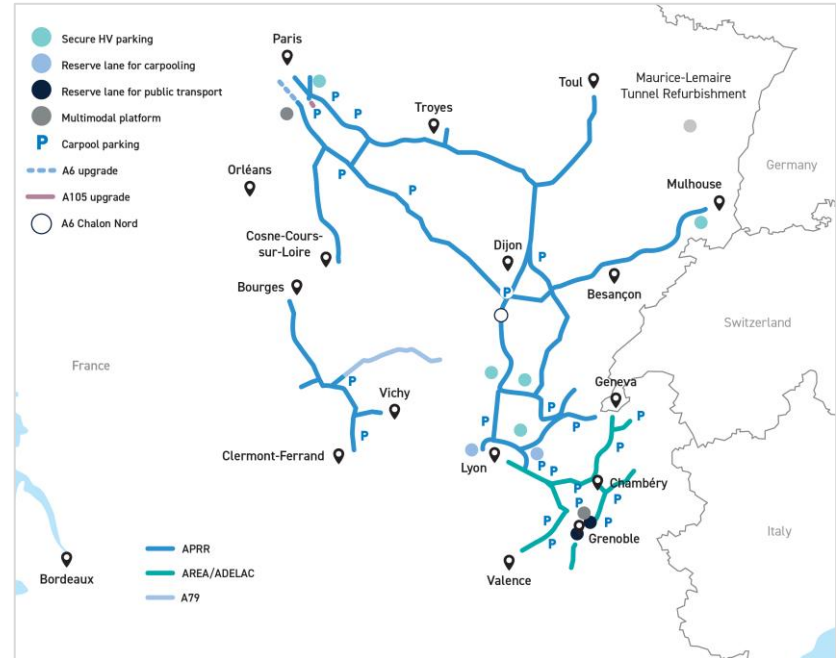 Secure HV parking
Reserve lane for carpooling
Reserve lane for public transport
Multimodal platform
P Carpool parking
A6 upgrade
A105 upgrade
A6 Chalon Nord
Paris
P
P
P
P
P
Troyes
Toul
Maurice-Lemaire
Tunnel Refurbishment
Germany
Orléans
Mulhouse
Cosne-Cours-
sur-Loire
Dijon
P
P
Besançon
Bourges
Switzerland
France
P
Vichy
P
Clermont-Ferrand
Geneva
P
P
P
P
Lyon
P
P
P
Chambéry
P
P
P
P
P
Grenoble
Valence
Italy
Bordeaux
APRR
AREA/ADELAC
A79